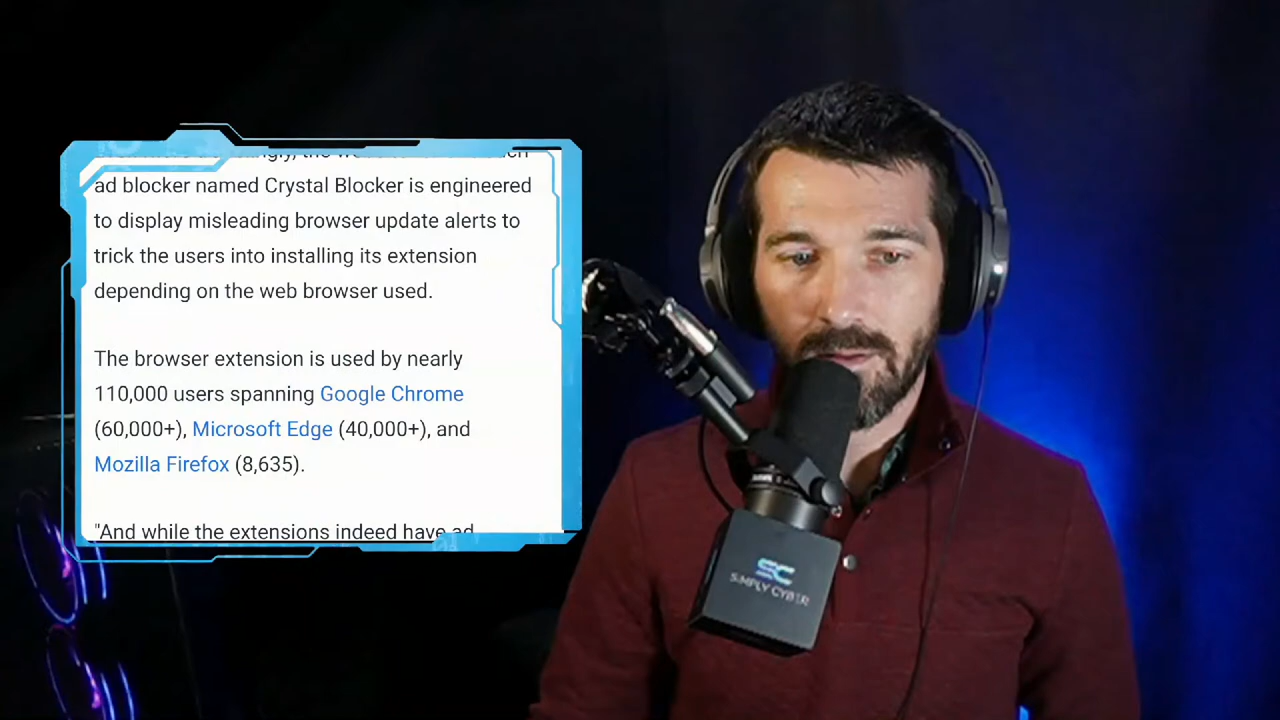 ad blocker named Crystal Blocker is engineered
to display misleading browser update alerts to
trick the users into installing its extension
depending on the web browser used.
The browser extension is used by nearly
110,000 users spanning Google Chrome
(60,000+), Microsoft Edge (40,000+), and
Mozilla Firefox (8,635).
"And while the extensions indeed have ad
SC
SIMPLY CYBER